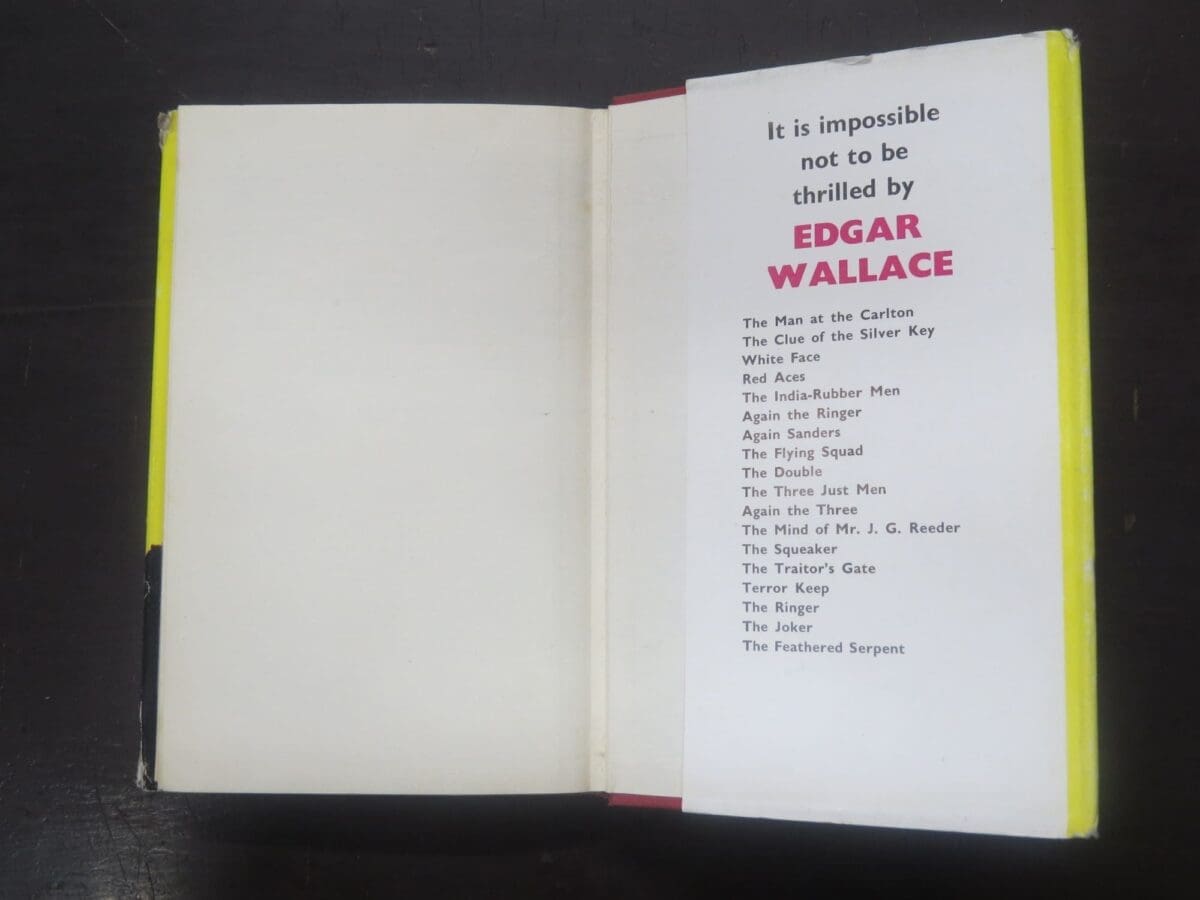 It is impossible
not to be
thrilled by
EDGAR
WALLACE
The Man at the Carlton
The Clue of the Silver Key
White Face
Red Aces
The India-Rubber Men
Again the Ringer
Again Sanders
The Flying Squad
The Double
The Three Just Men
Again the Three
The Mind of Mr. J. G. Reeder
The Squeaker
The Traitor's Gate
Terror Keep
The Ringer
The Joker
The Feathered Serpent